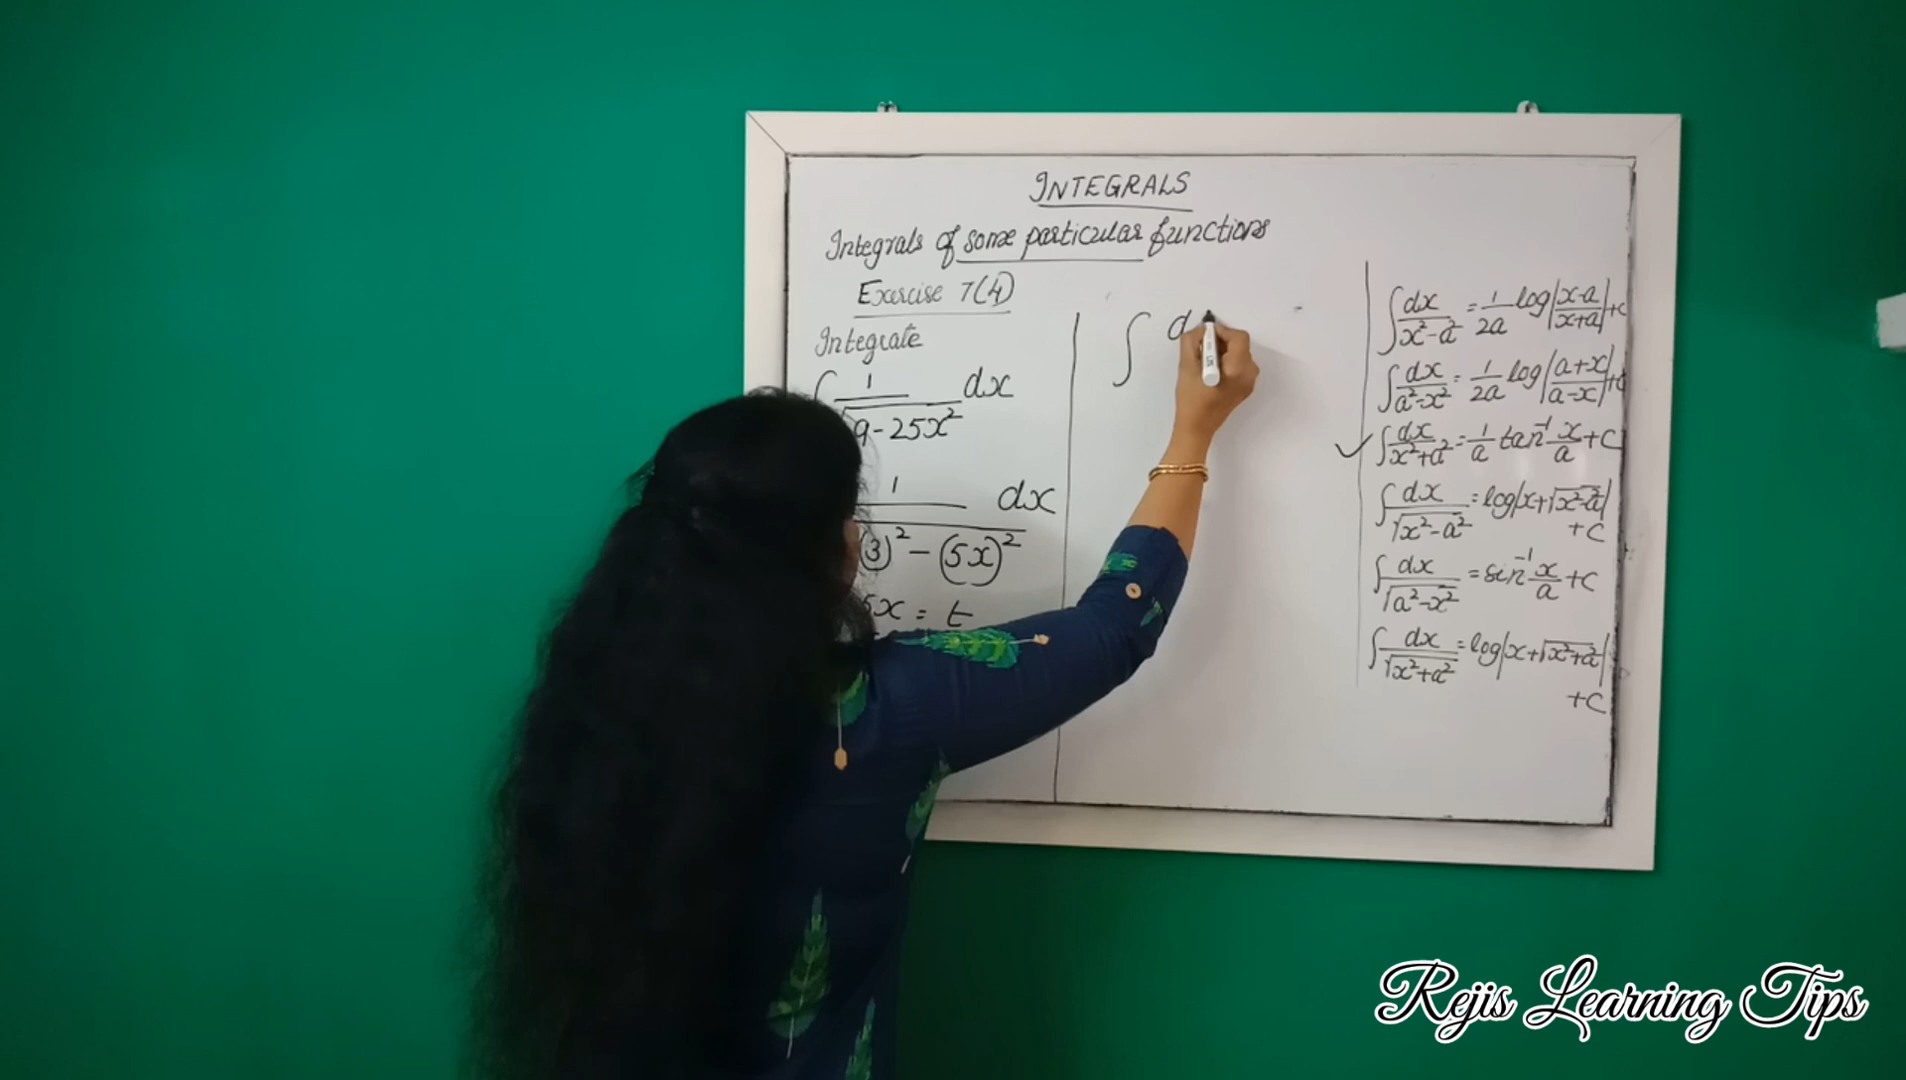 INTEGRALS
Integrals of some particular functions
Exercise 7(4)
Integrate
∫ 1/√(9-25x²) dx
1/((3)² - (5x)²) dx
5x = t
∫ d
∫ dx/(x²-a²) = 1/2a log|x-a/x+a|+c
∫ dx/(a²-x²) = 1/2a log|a+x/a-x|+c
✓ ∫ dx/(x²+a²) = 1/a tan⁻¹ x/a + c
∫ dx/√(x²-a²) = log|x+√(x²-a²)|
+c
∫ dx/√(a²-x²) = sin⁻¹ x/a + c
∫ dx/√(x²+a²) = log|x+√(x²+a²)|
+c
Rejis Learning Tips